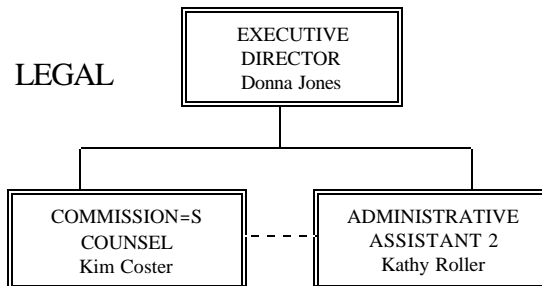 EXECUTIVE
DIRECTOR
Donna Jones
LEGAL
COMMISSION=S
COUNSEL
Kim Coster
ADMINISTRATIVE
ASSISTANT 2
Kathy Roller